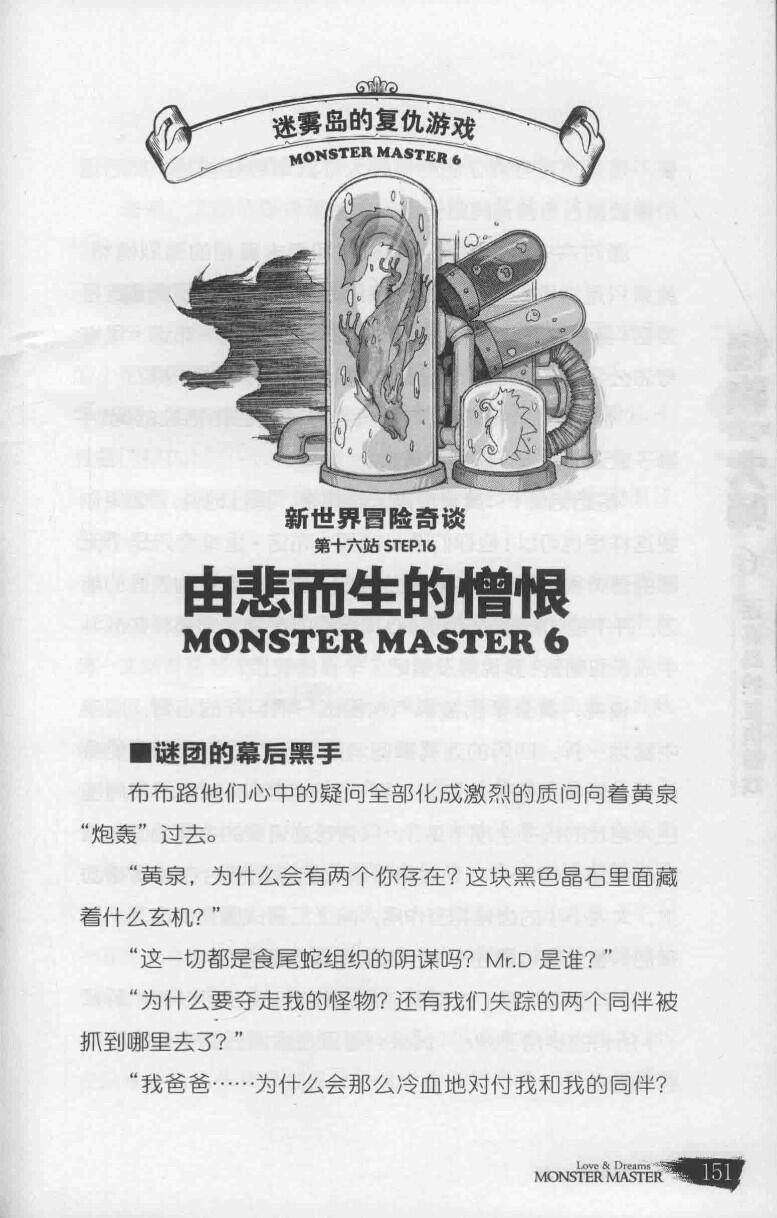 迷雾岛的复仇游戏
MONSTER MASTER 6
新世界冒险奇谈
第十六站 STEP.16
由悲而生的憎恨
MONSTER MASTER 6
■谜团的幕后黑手
布布路他们心中的疑问全部化成激烈的质问向着黄泉
“炮轰”过去。
“黄泉，为什么会有两个你存在？这块黑色晶石里面藏
着什么玄机？”
“这一切都是食尾蛇组织的阴谋吗？Mr.D 是谁？”
“为什么要夺走我的怪物？还有我们失踪的两个同伴被
抓到哪里去了？”
“我爸爸……为什么会那么冷血地对付我和我的同伴？
Love & Dreams
MONSTER MASTER 151